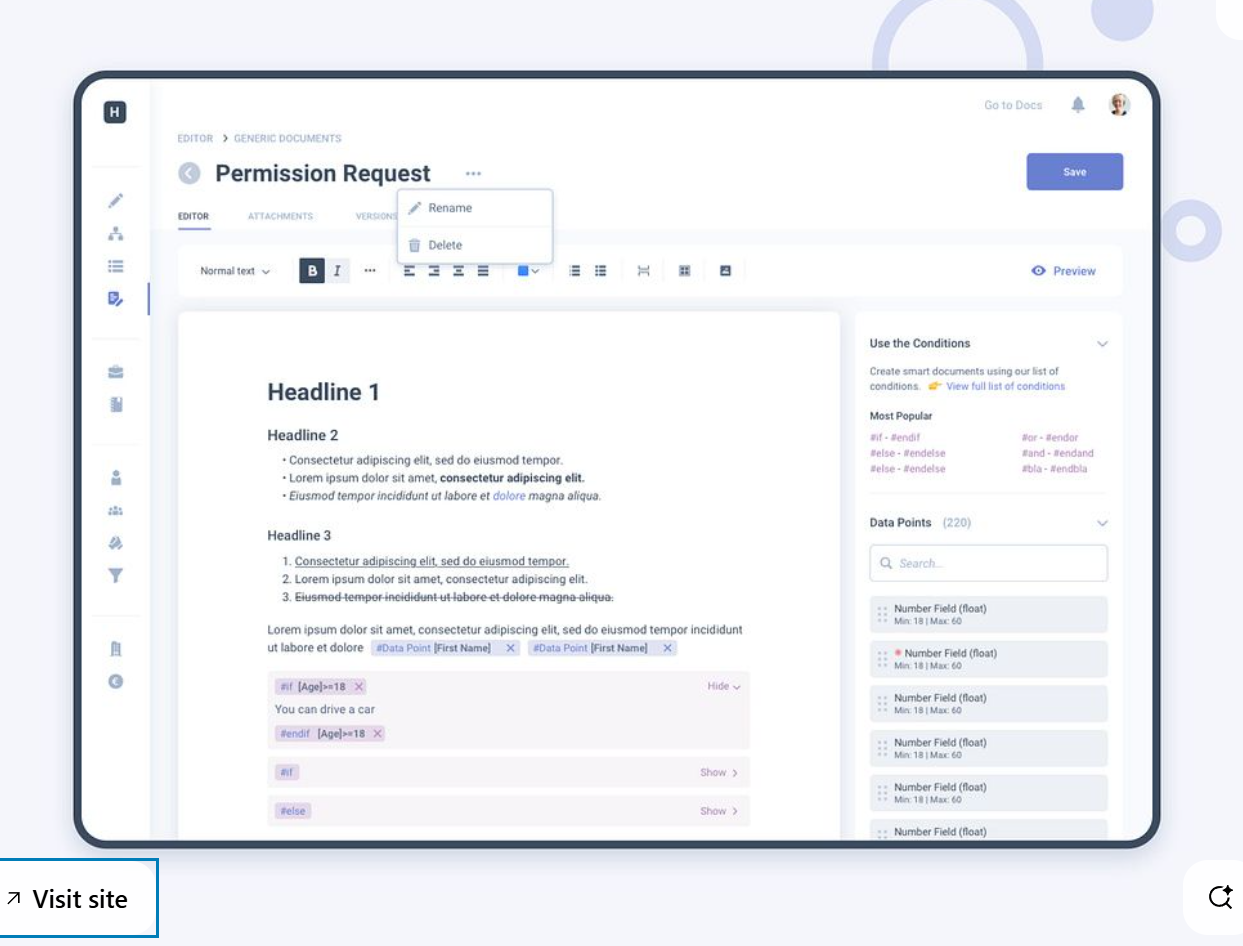 H
Go to Docs
EDITOR > GENERIC DOCUMENTS
Permission Request
Save
Rename
EDITOR ATTACHMENTS VERSIONS
Delete
Normal text B I
Preview
Headline 1
Headline 2
• Consectetur adipiscing elit, sed do eiusmod tempor.
• Lorem ipsum dolor sit amet, consectetur adipiscing elit.
• Eiusmod tempor incididunt ut labore et dolore magna aliqua.
Headline 3
1. Consectetur adipiscing elit, sed do eiusmod tempor.
2. Lorem ipsum dolor sit amet, consectetur adipiscing elit.
3. Eiusmod tempor incididunt ut labore et dolore magna aliqua.
Lorem ipsum dolor sit amet, consectetur adipiscing elit, sed do eiusmod tempor incididunt
ut labore et dolore #Data Point [First Name] #Data Point [First Name]
#if [Age]>=18
Hide
You can drive a car
#endif [Age]>=18
#if
Show
#else
Show
Use the Conditions
Create smart documents using our list of
conditions. 👉 View full list of conditions
Most Popular
#if - #endif #or - #endor
#else - #endelse #and - #endand
#else - #endelse #bla - #endbla
Data Points (220)
Search...
Number Field (float)
Min: 18 | Max: 60
* Number Field (float)
Min: 18 | Max: 60
Number Field (float)
Min: 18 | Max: 60
Number Field (float)
Min: 18 | Max: 60
Number Field (float)
Min: 18 | Max: 60
Number Field (float)
Visit site